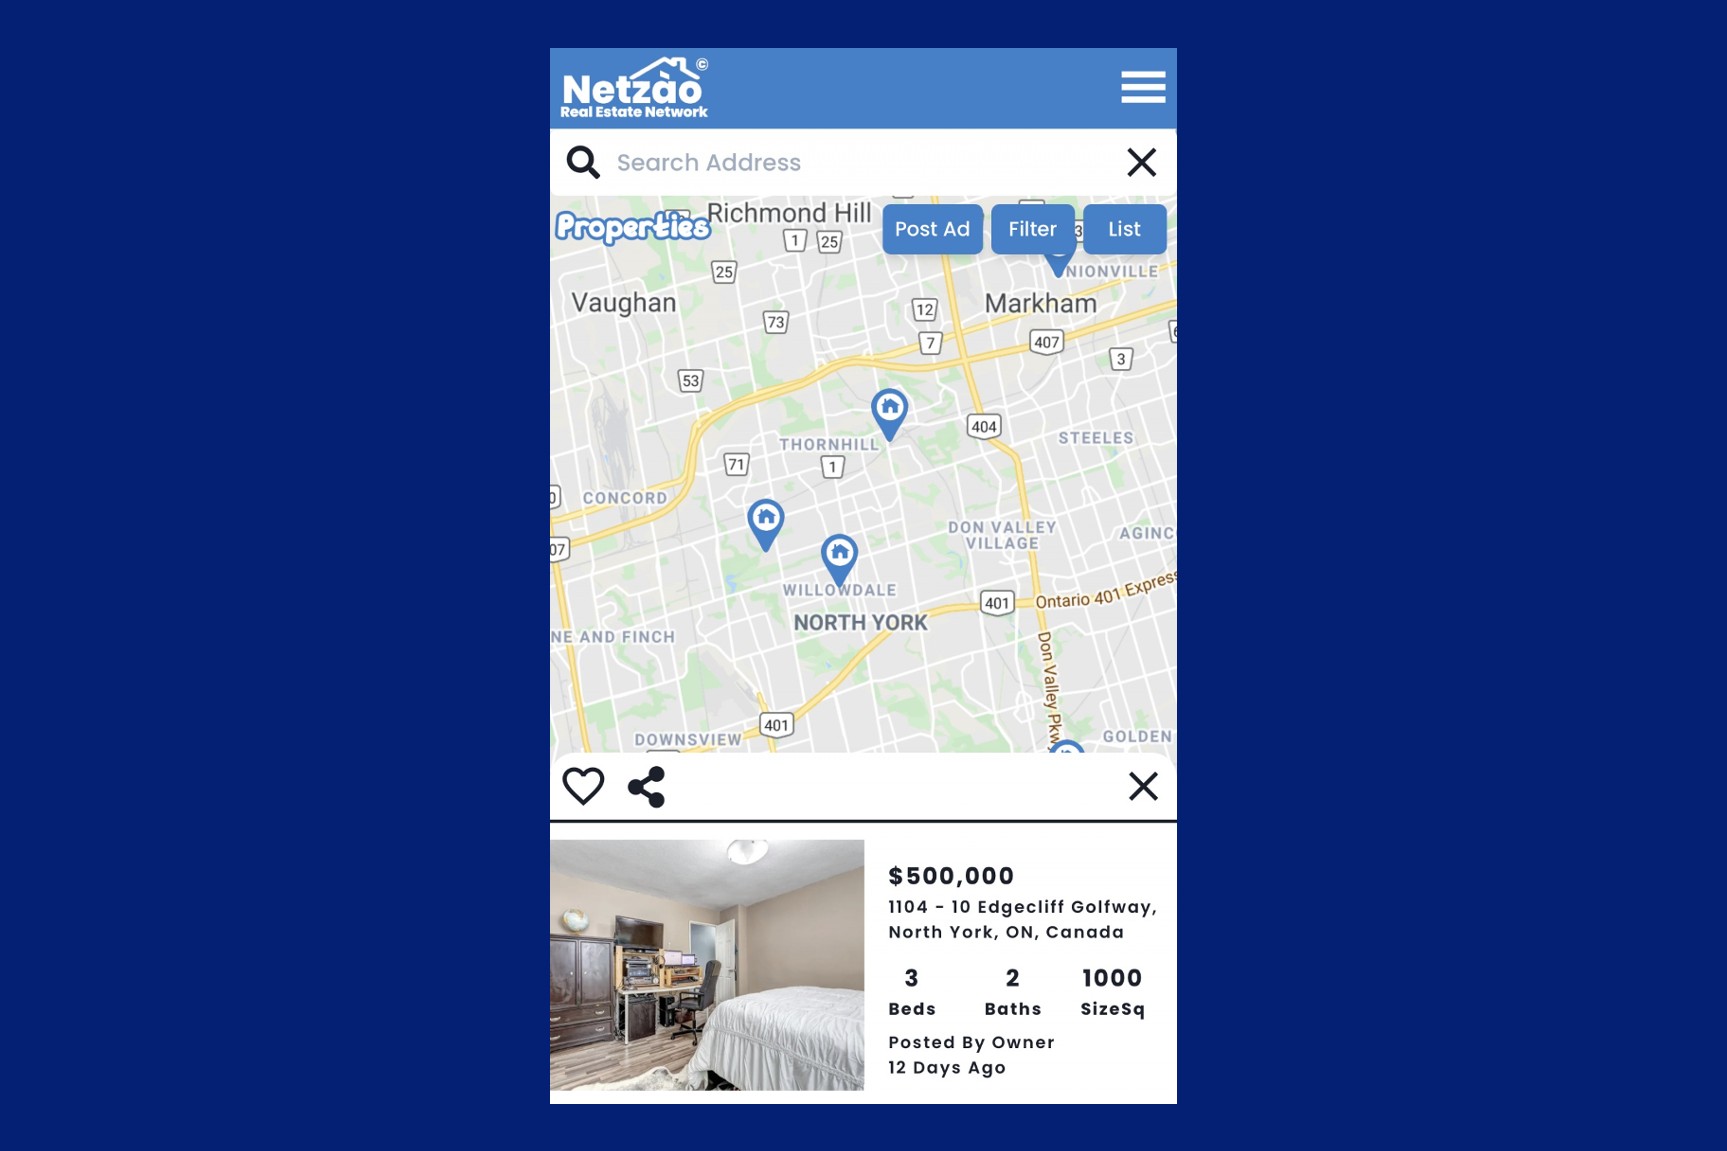 Netzao ©
Real Estate Network
Search Address
Properties
Richmond Hill
Post Ad
Filter
3
List
1
25
25
NIONVILLE
Vaughan
Markham
12
73
7
407
3
53
404
THORNHILL
STEELES
71
1
CONCORD
0
DON VALLEY
VILLAGE
AGINC
07
WILLOWDALE
401
Ontario 401 Express
NORTH YORK
NE AND FINCH
Don Valley Pkwy
401
DOWNSVIEW
GOLDEN
$500,000
1104 - 10 Edgecliff Golfway,
North York, ON, Canada
3 2 1000
Beds Baths SizeSq
Posted By Owner
12 Days Ago